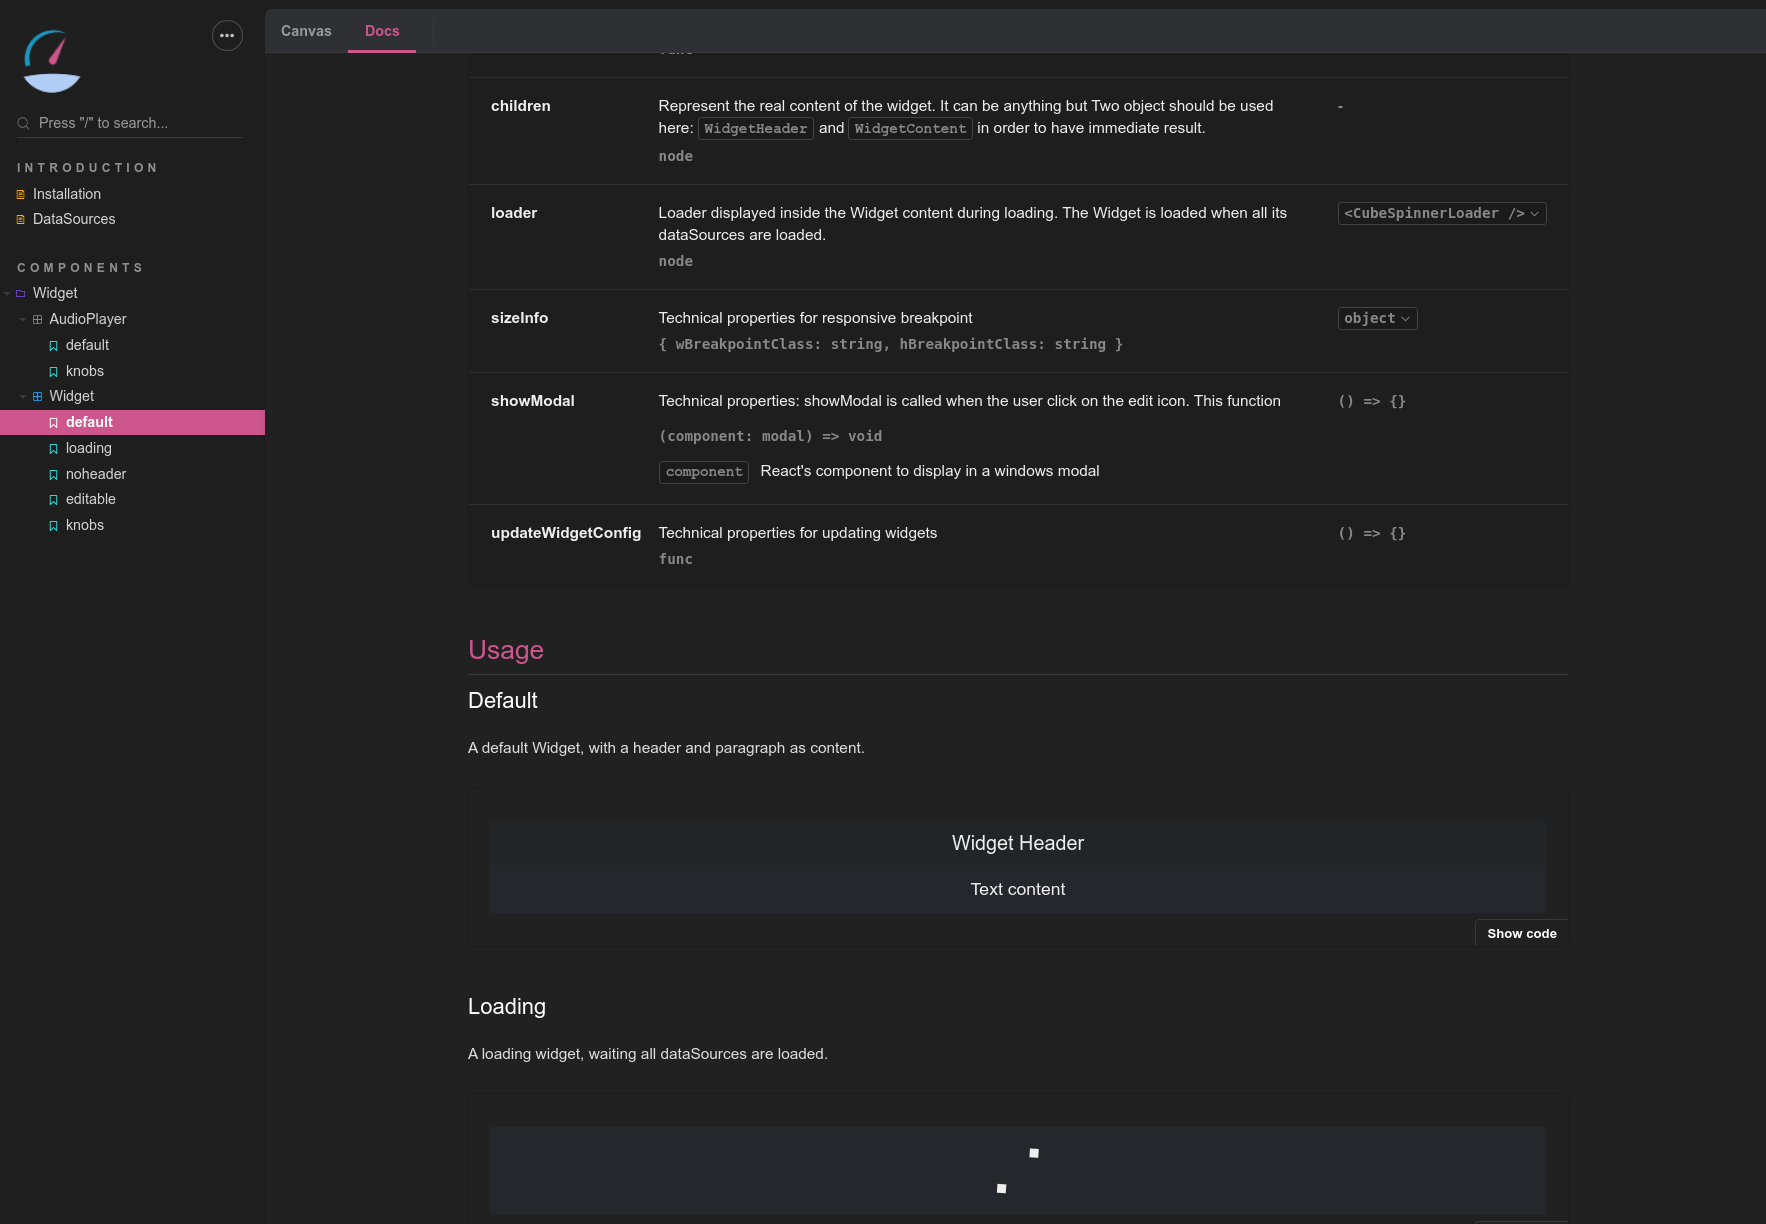 Canvas
Docs
Press "/" to search...
INTRODUCTION
Installation
DataSources
COMPONENTS
Widget
AudioPlayer
default
knobs
Widget
default
loading
noheader
editable
knobs
children
Represent the real content of the widget. It can be anything but Two object should be used
here: WidgetHeader and WidgetContent in order to have immediate result.
node
-
loader
Loader displayed inside the Widget content during loading. The Widget is loaded when all its
dataSources are loaded.
node
<CubeSpinnerLoader />
sizeInfo
Technical properties for responsive breakpoint
{ wBreakpointClass: string, hBreakpointClass: string }
object
showModal
Technical properties: showModal is called when the user click on the edit icon. This function
(component: modal) => void
component React's component to display in a windows modal
() => {}
updateWidgetConfig
Technical properties for updating widgets
func
() => {}
Usage
Default
A default Widget, with a header and paragraph as content.
Widget Header
Text content
Show code
Loading
A loading widget, waiting all dataSources are loaded.